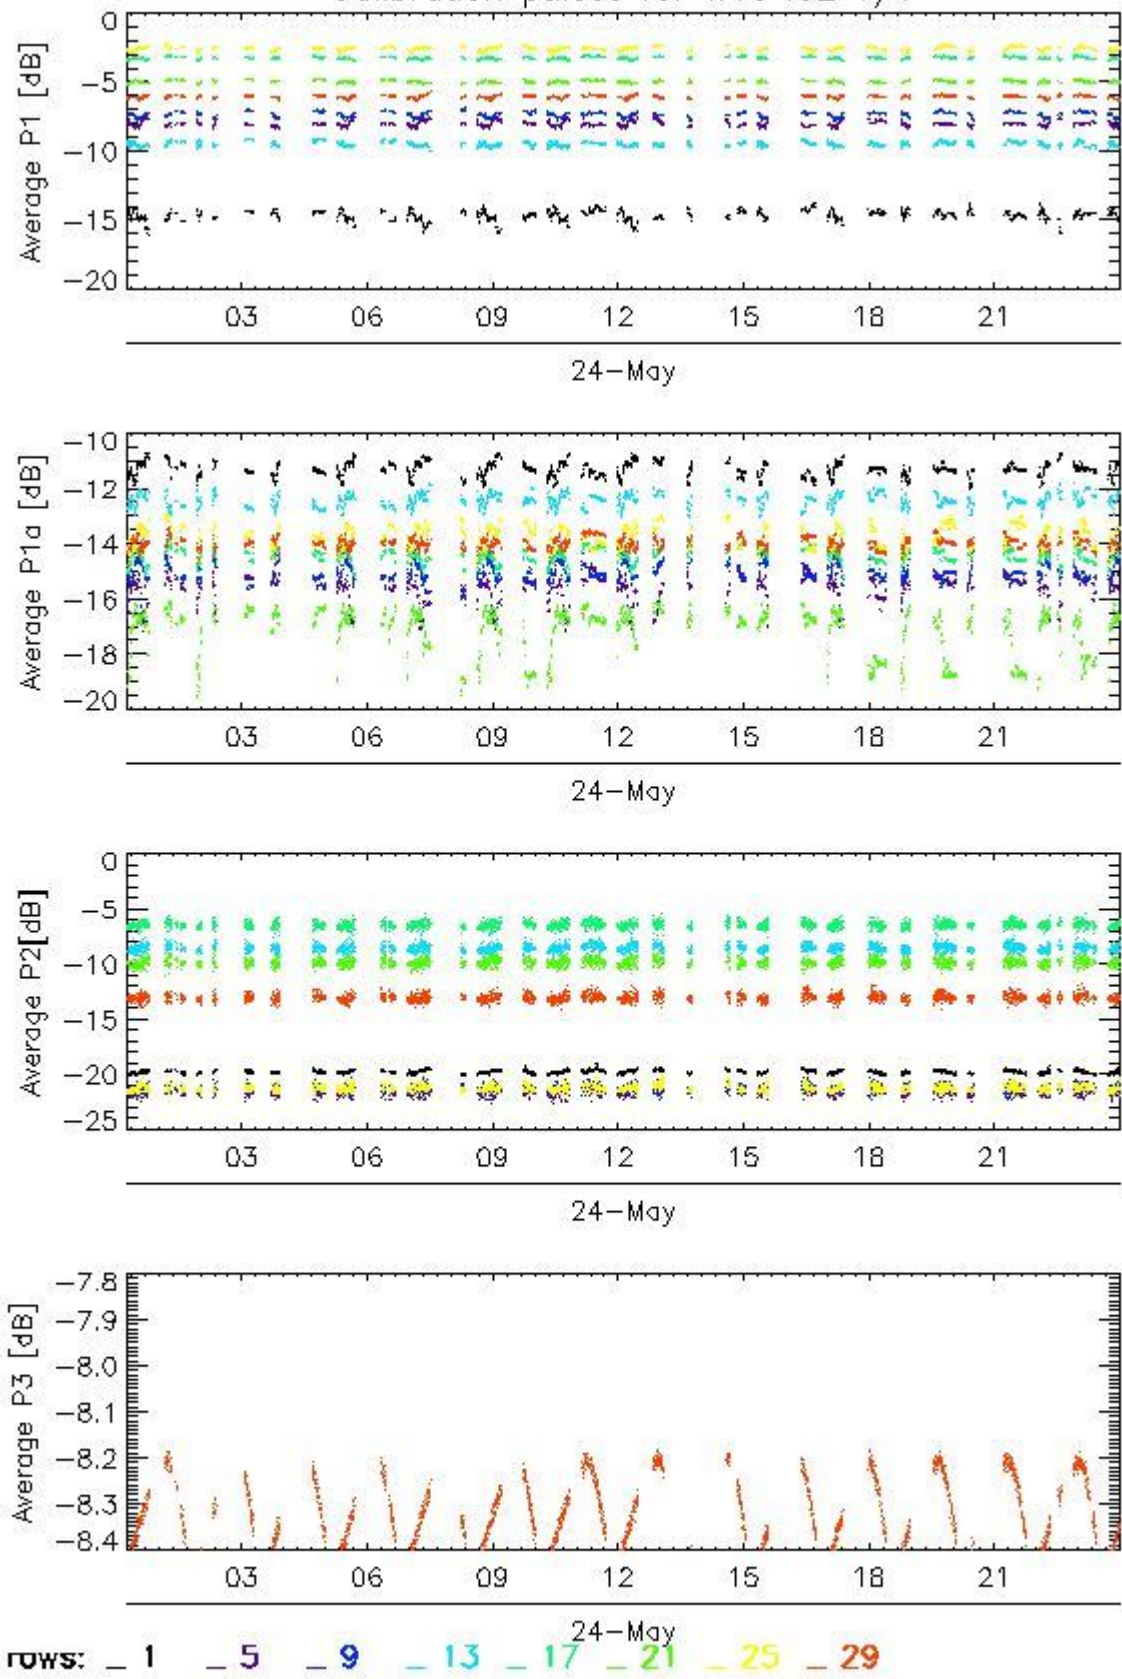 0
−5
−10
−15
−20
Average P1 [dB]
03 06 09 12 15 18 21
24−May
−10
−12
−14
−16
−18
−20
Average P1a [dB]
03 06 09 12 15 18 21
24−May
0
−5
−10
−15
−20
−25
Average P2[dB]
03 06 09 12 15 18 21
24−May
−7.8
−7.9
−8.0
−8.1
−8.2
−8.3
−8.4
Average P3 [dB]
03 06 09 12 15 18 21
24−May
rows: _ 1 _ 5 _ 9 _ 13 _ 17 _ 21 _ 25 _ 29